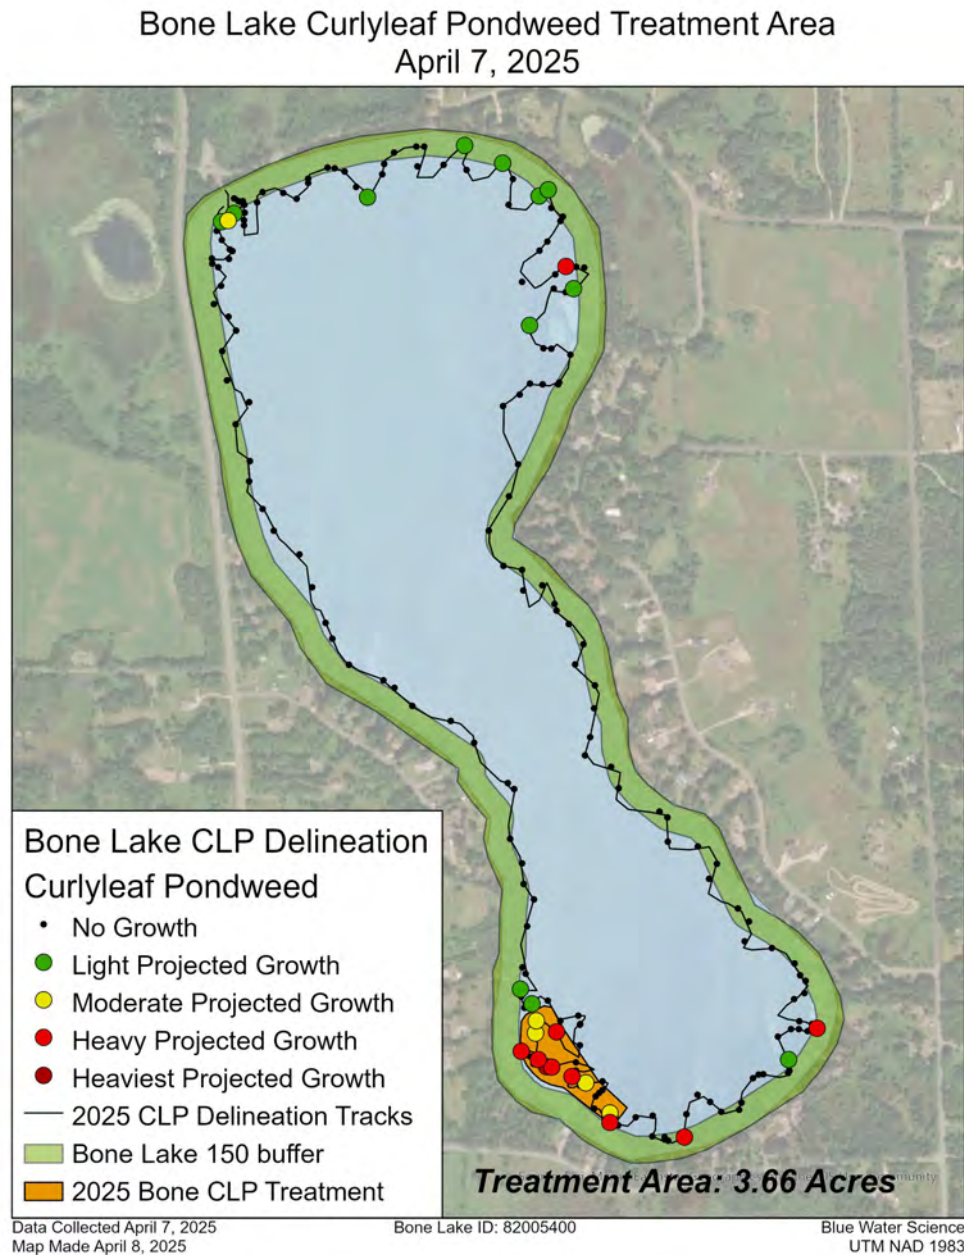 Bone Lake Curlyleaf Pondweed Treatment Area
April 7, 2025
Bone Lake CLP Delineation
Curlyleaf Pondweed
No Growth
Light Projected Growth
Moderate Projected Growth
Heavy Projected Growth
Heaviest Projected Growth
2025 CLP Delineation Tracks
Bone Lake 150 buffer
2025 Bone CLP Treatment
Treatment Area: 3.66 Acres
Data Collected April 7, 2025
Map Made April 8, 2025
Bone Lake ID: 82005400
Blue Water Science
UTM NAD 1983